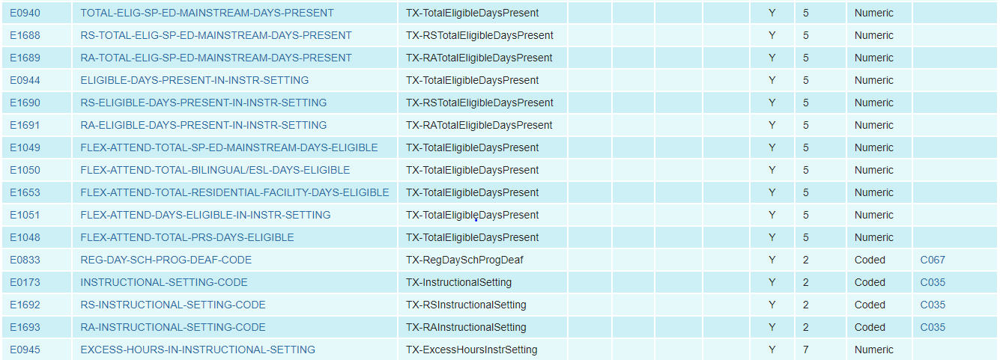 E0940 TOTAL-ELIG-SP-ED-MAINSTREAM-DAYS-PRESENT TX-TotalEligibleDaysPresent Y 5 Numeric
E1688 RS-TOTAL-ELIG-SP-ED-MAINSTREAM-DAYS-PRESENT TX-RSTotalEligibleDaysPresent Y 5 Numeric
E1689 RA-TOTAL-ELIG-SP-ED-MAINSTREAM-DAYS-PRESENT TX-RATotalEligibleDaysPresent Y 5 Numeric
E0944 ELIGIBLE-DAYS-PRESENT-IN-INSTR-SETTING TX-TotalEligibleDaysPresent Y 5 Numeric
E1690 RS-ELIGIBLE-DAYS-PRESENT-IN-INSTR-SETTING TX-RSTotalEligibleDaysPresent Y 5 Numeric
E1691 RA-ELIGIBLE-DAYS-PRESENT-IN-INSTR-SETTING TX-RATotalEligibleDaysPresent Y 5 Numeric
E1049 FLEX-ATTEND-TOTAL-SP-ED-MAINSTREAM-DAYS-ELIGIBLE TX-TotalEligibleDaysPresent Y 5 Numeric
E1050 FLEX-ATTEND-TOTAL-BILINGUAL/ESL-DAYS-ELIGIBLE TX-TotalEligibleDaysPresent Y 5 Numeric
E1653 FLEX-ATTEND-TOTAL-RESIDENTIAL-FACILITY-DAYS-ELIGIBLE TX-TotalEligibleDaysPresent Y 5 Numeric
E1051 FLEX-ATTEND-DAYS-ELIGIBLE-IN-INSTR-SETTING TX-TotalEligibleDaysPresent Y 5 Numeric
E1048 FLEX-ATTEND-TOTAL-PRS-DAYS-ELIGIBLE TX-TotalEligibleDaysPresent Y 5 Numeric
E0833 REG-DAY-SCH-PROG-DEAF-CODE TX-RegDaySchProgDeaf Y 2 Coded C067
E0173 INSTRUCTIONAL-SETTING-CODE TX-InstructionalSetting Y 2 Coded C035
E1692 RS-INSTRUCTIONAL-SETTING-CODE TX-RSInstructionalSetting Y 2 Coded C035
E1693 RA-INSTRUCTIONAL-SETTING-CODE TX-RAInstructionalSetting Y 2 Coded C035
E0945 EXCESS-HOURS-IN-INSTRUCTIONAL-SETTING TX-ExcessHoursInstrSetting Y 7 Numeric